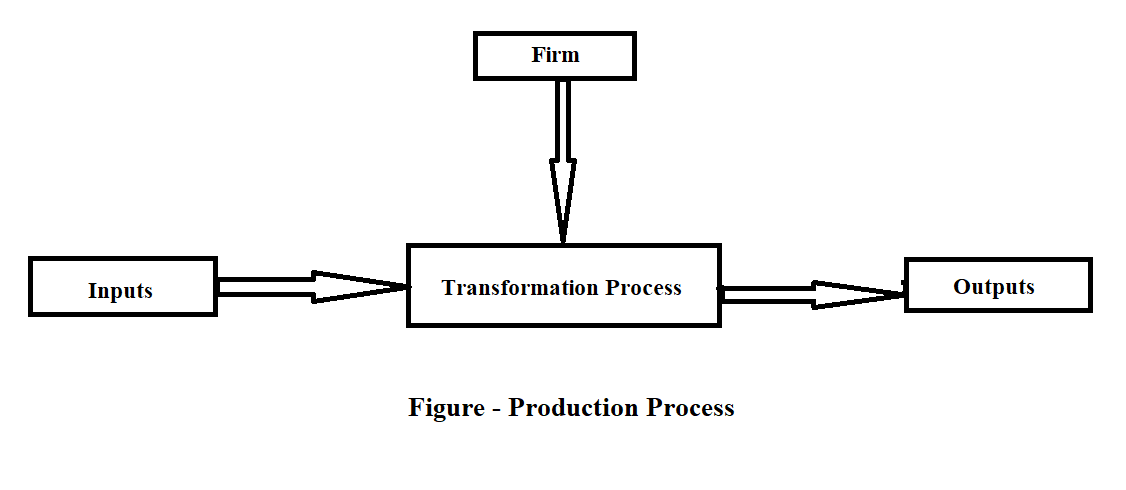 Firm
Inputs
Transformation Process
Outputs
Figure - Production Process